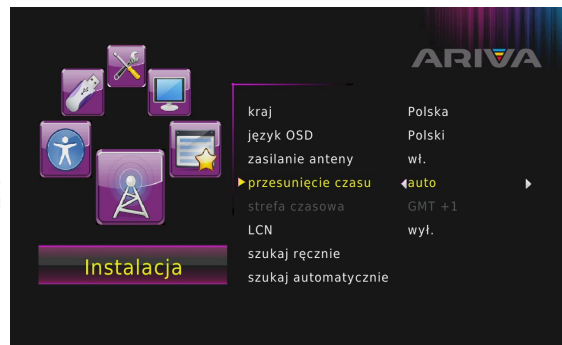 ARIVA
kraj Polska
język OSD Polski
zasilanie anteny wł.
przesunięcie czasu auto
strefa czasowa GMT +1
LCN wył.
szukaj ręcznie
szukaj automatycznie
Instalacja